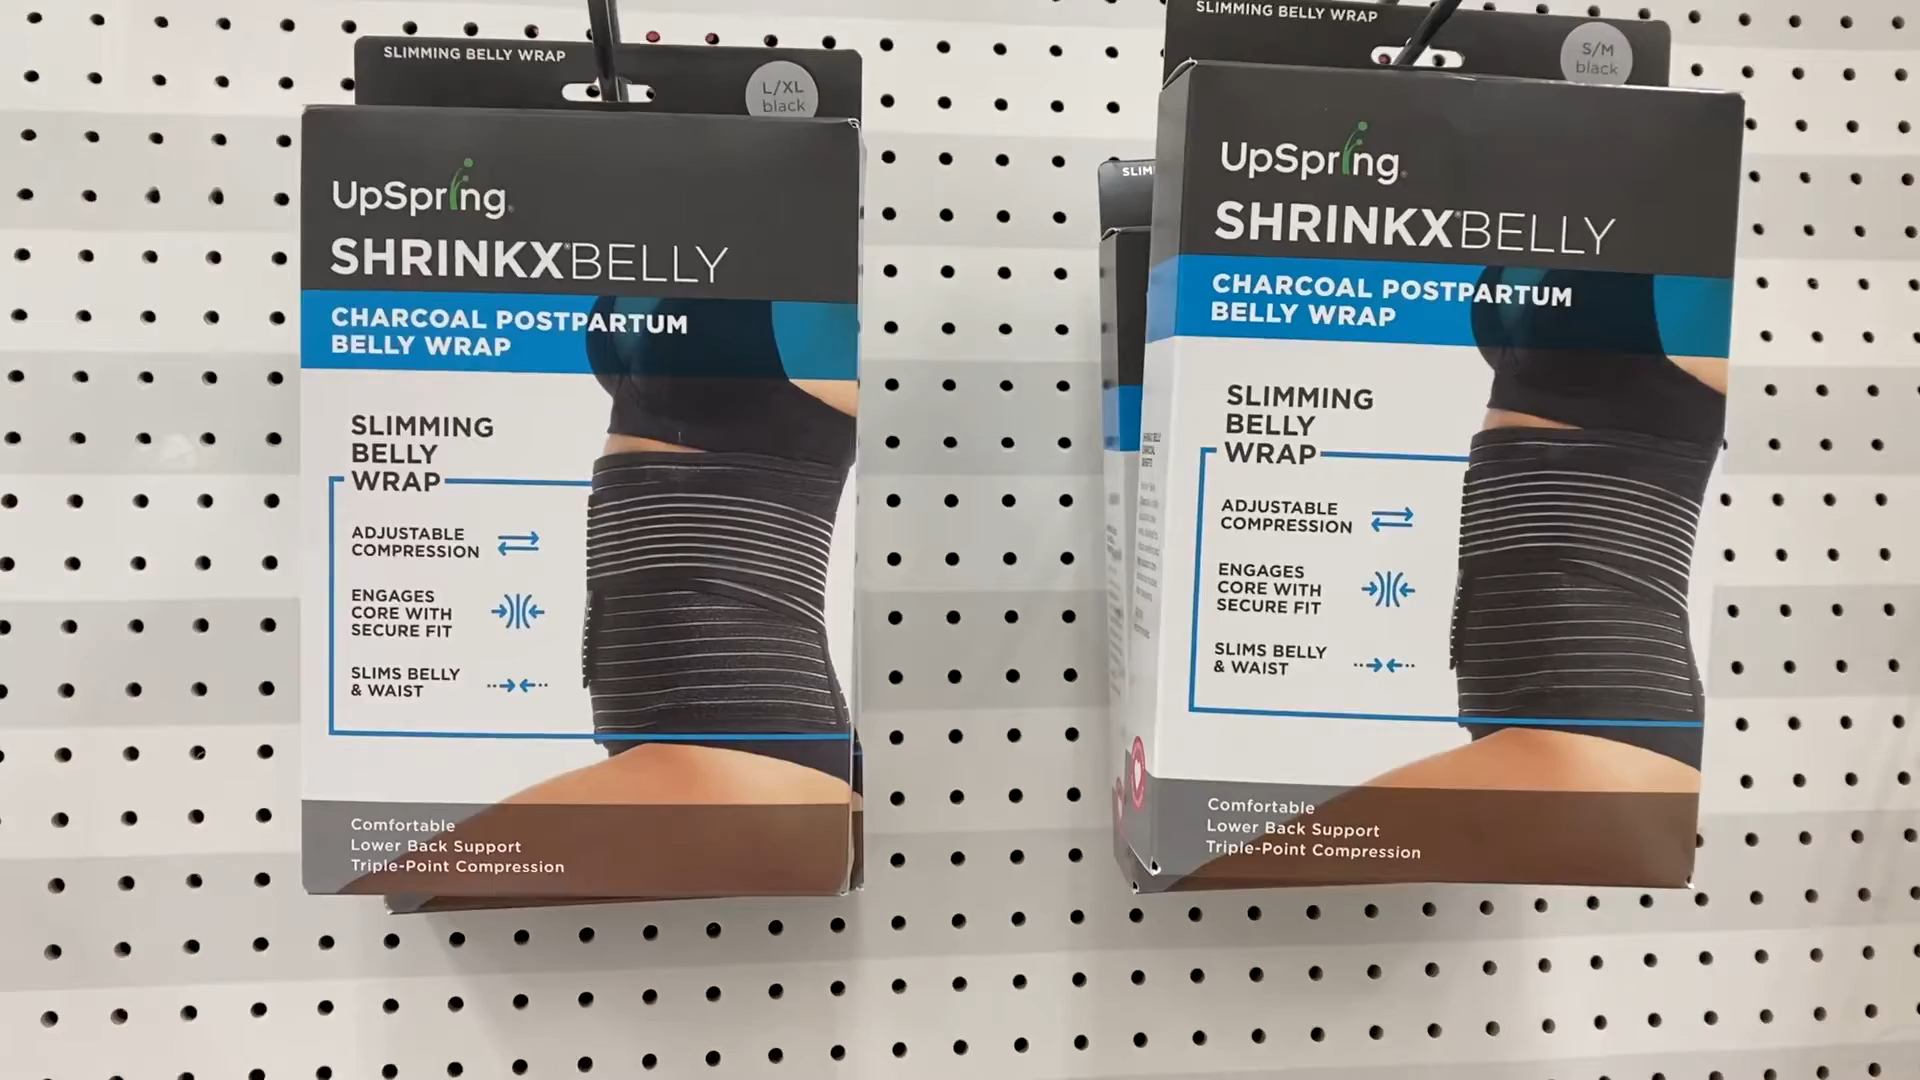 SLIMMING BELLY WRAP
L/XL
black
UpSpring
SHRINKX®BELLY
CHARCOAL POSTPARTUM
BELLY WRAP
SLIMMING
BELLY
WRAP
ADJUSTABLE
COMPRESSION
ENGAGES
CORE WITH
SECURE FIT
SLIMS BELLY
& WAIST
Comfortable
Lower Back Support
Triple-Point Compression
SLIM
SLIMMING BELLY WRAP
S/M
black
UpSpring
SHRINKX®BELLY
CHARCOAL POSTPARTUM
BELLY WRAP
SLIMMING
BELLY
WRAP
ADJUSTABLE
COMPRESSION
ENGAGES
CORE WITH
SECURE FIT
SLIMS BELLY
& WAIST
Comfortable
Lower Back Support
Triple-Point Compression